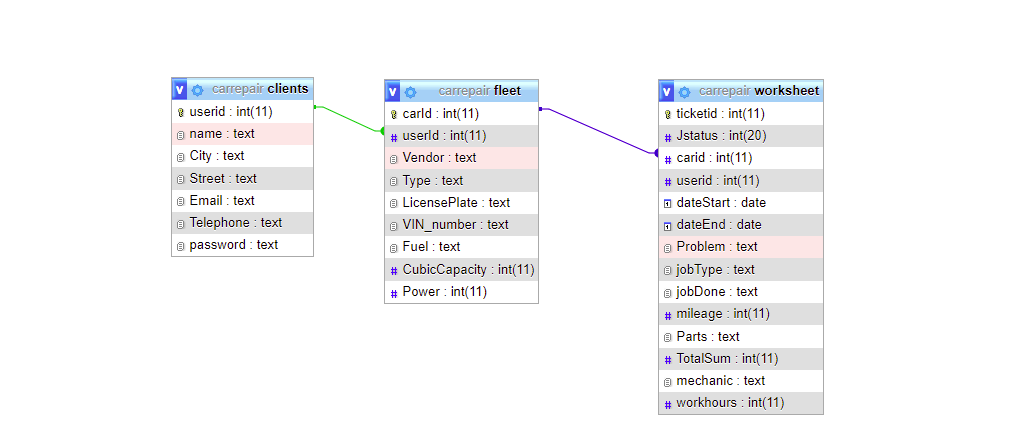 carrepair clients
userid : int(11)
name : text
City : text
Street : text
Email : text
Telephone : text
password : text
carrepair fleet
carId : int(11)
userId : int(11)
Vendor : text
Type : text
LicensePlate : text
VIN_number : text
Fuel : text
CubicCapacity : int(11)
Power : int(11)
carrepair worksheet
ticketid : int(11)
Jstatus : int(20)
carid : int(11)
userid : int(11)
dateStart : date
dateEnd : date
Problem : text
jobType : text
jobDone : text
mileage : int(11)
Parts : text
TotalSum : int(11)
mechanic : text
workhours : int(11)